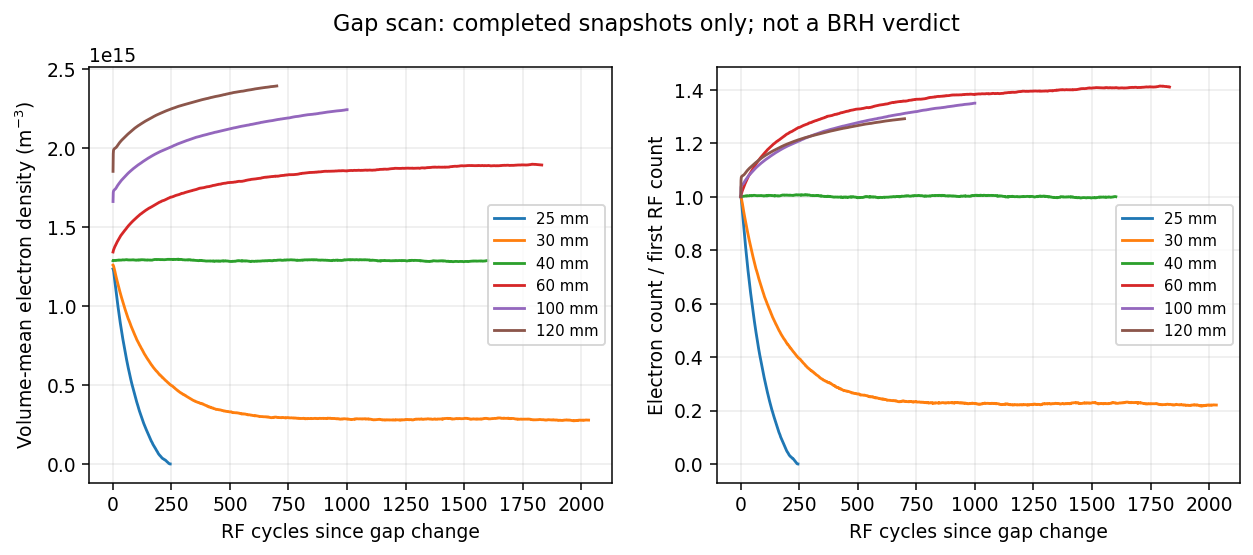 Gap scan: completed snapshots only; not a BRH verdict
1e15
2.5
2.0
1.5
1.0
0.5
0.0
Volume-mean electron density (m⁻³)
0 250 500 750 1000 1250 1500 1750 2000
RF cycles since gap change
25 mm
30 mm
40 mm
60 mm
100 mm
120 mm
1.4
1.2
1.0
0.8
0.6
0.4
0.2
0.0
Electron count / first RF count
0 250 500 750 1000 1250 1500 1750 2000
RF cycles since gap change
25 mm
30 mm
40 mm
60 mm
100 mm
120 mm